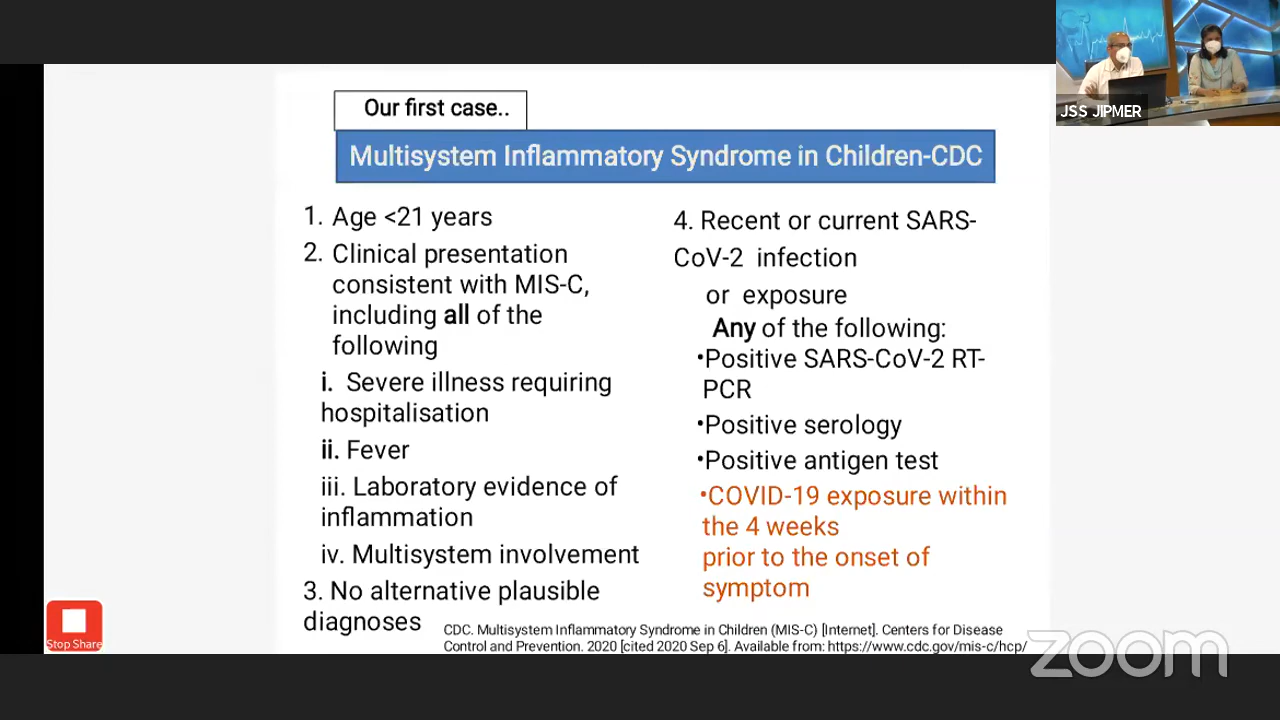 Our first case..
Multisystem Inflammatory Syndrome in Children-CDC
1. Age <21 years
2. Clinical presentation
consistent with MIS-C,
including all of the
following
i. Severe illness requiring
hospitalisation
ii. Fever
iii. Laboratory evidence of
inflammation
iv. Multisystem involvement
3. No alternative plausible
diagnoses
4. Recent or current SARS-
CoV-2 infection
or exposure
Any of the following:
•Positive SARS-CoV-2 RT-
PCR
•Positive serology
•Positive antigen test
•COVID-19 exposure within
the 4 weeks
prior to the onset of
symptom
CDC. Multisystem Inflammatory Syndrome in Children (MIS-C) [Internet]. Centers for Disease
Control and Prevention. 2020 [cited 2020 Sep 6]. Available from: https://www.cdc.gov/mis-c/hcp/
JSS JIPMER
Stop Share
zoom